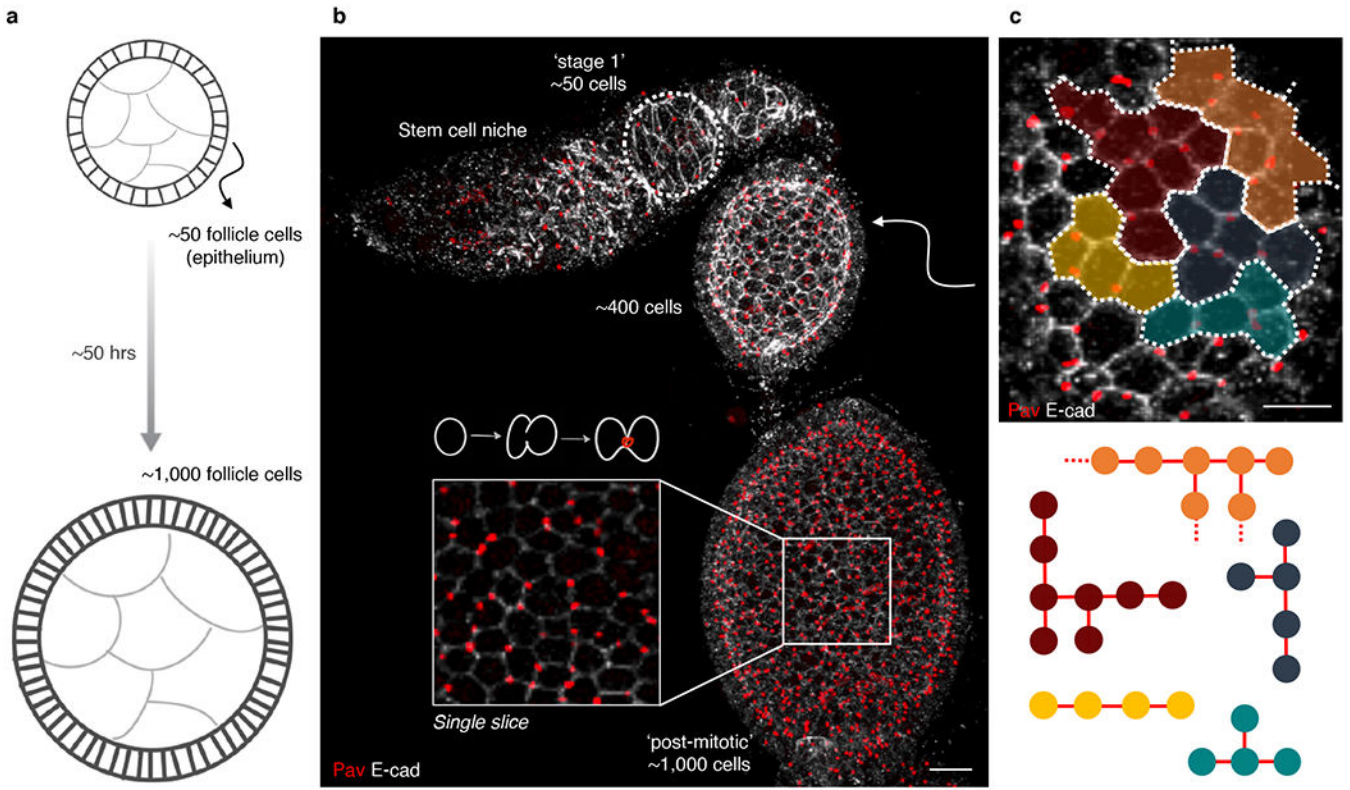 a
~50 follicle cells
(epithelium)
~50 hrs
~1,000 follicle cells
b
'stage 1'
~50 cells
Stem cell niche
~400 cells
Single slice
'post-mitotic'
~1,000 cells
Pav E-cad
c
Pav E-cad